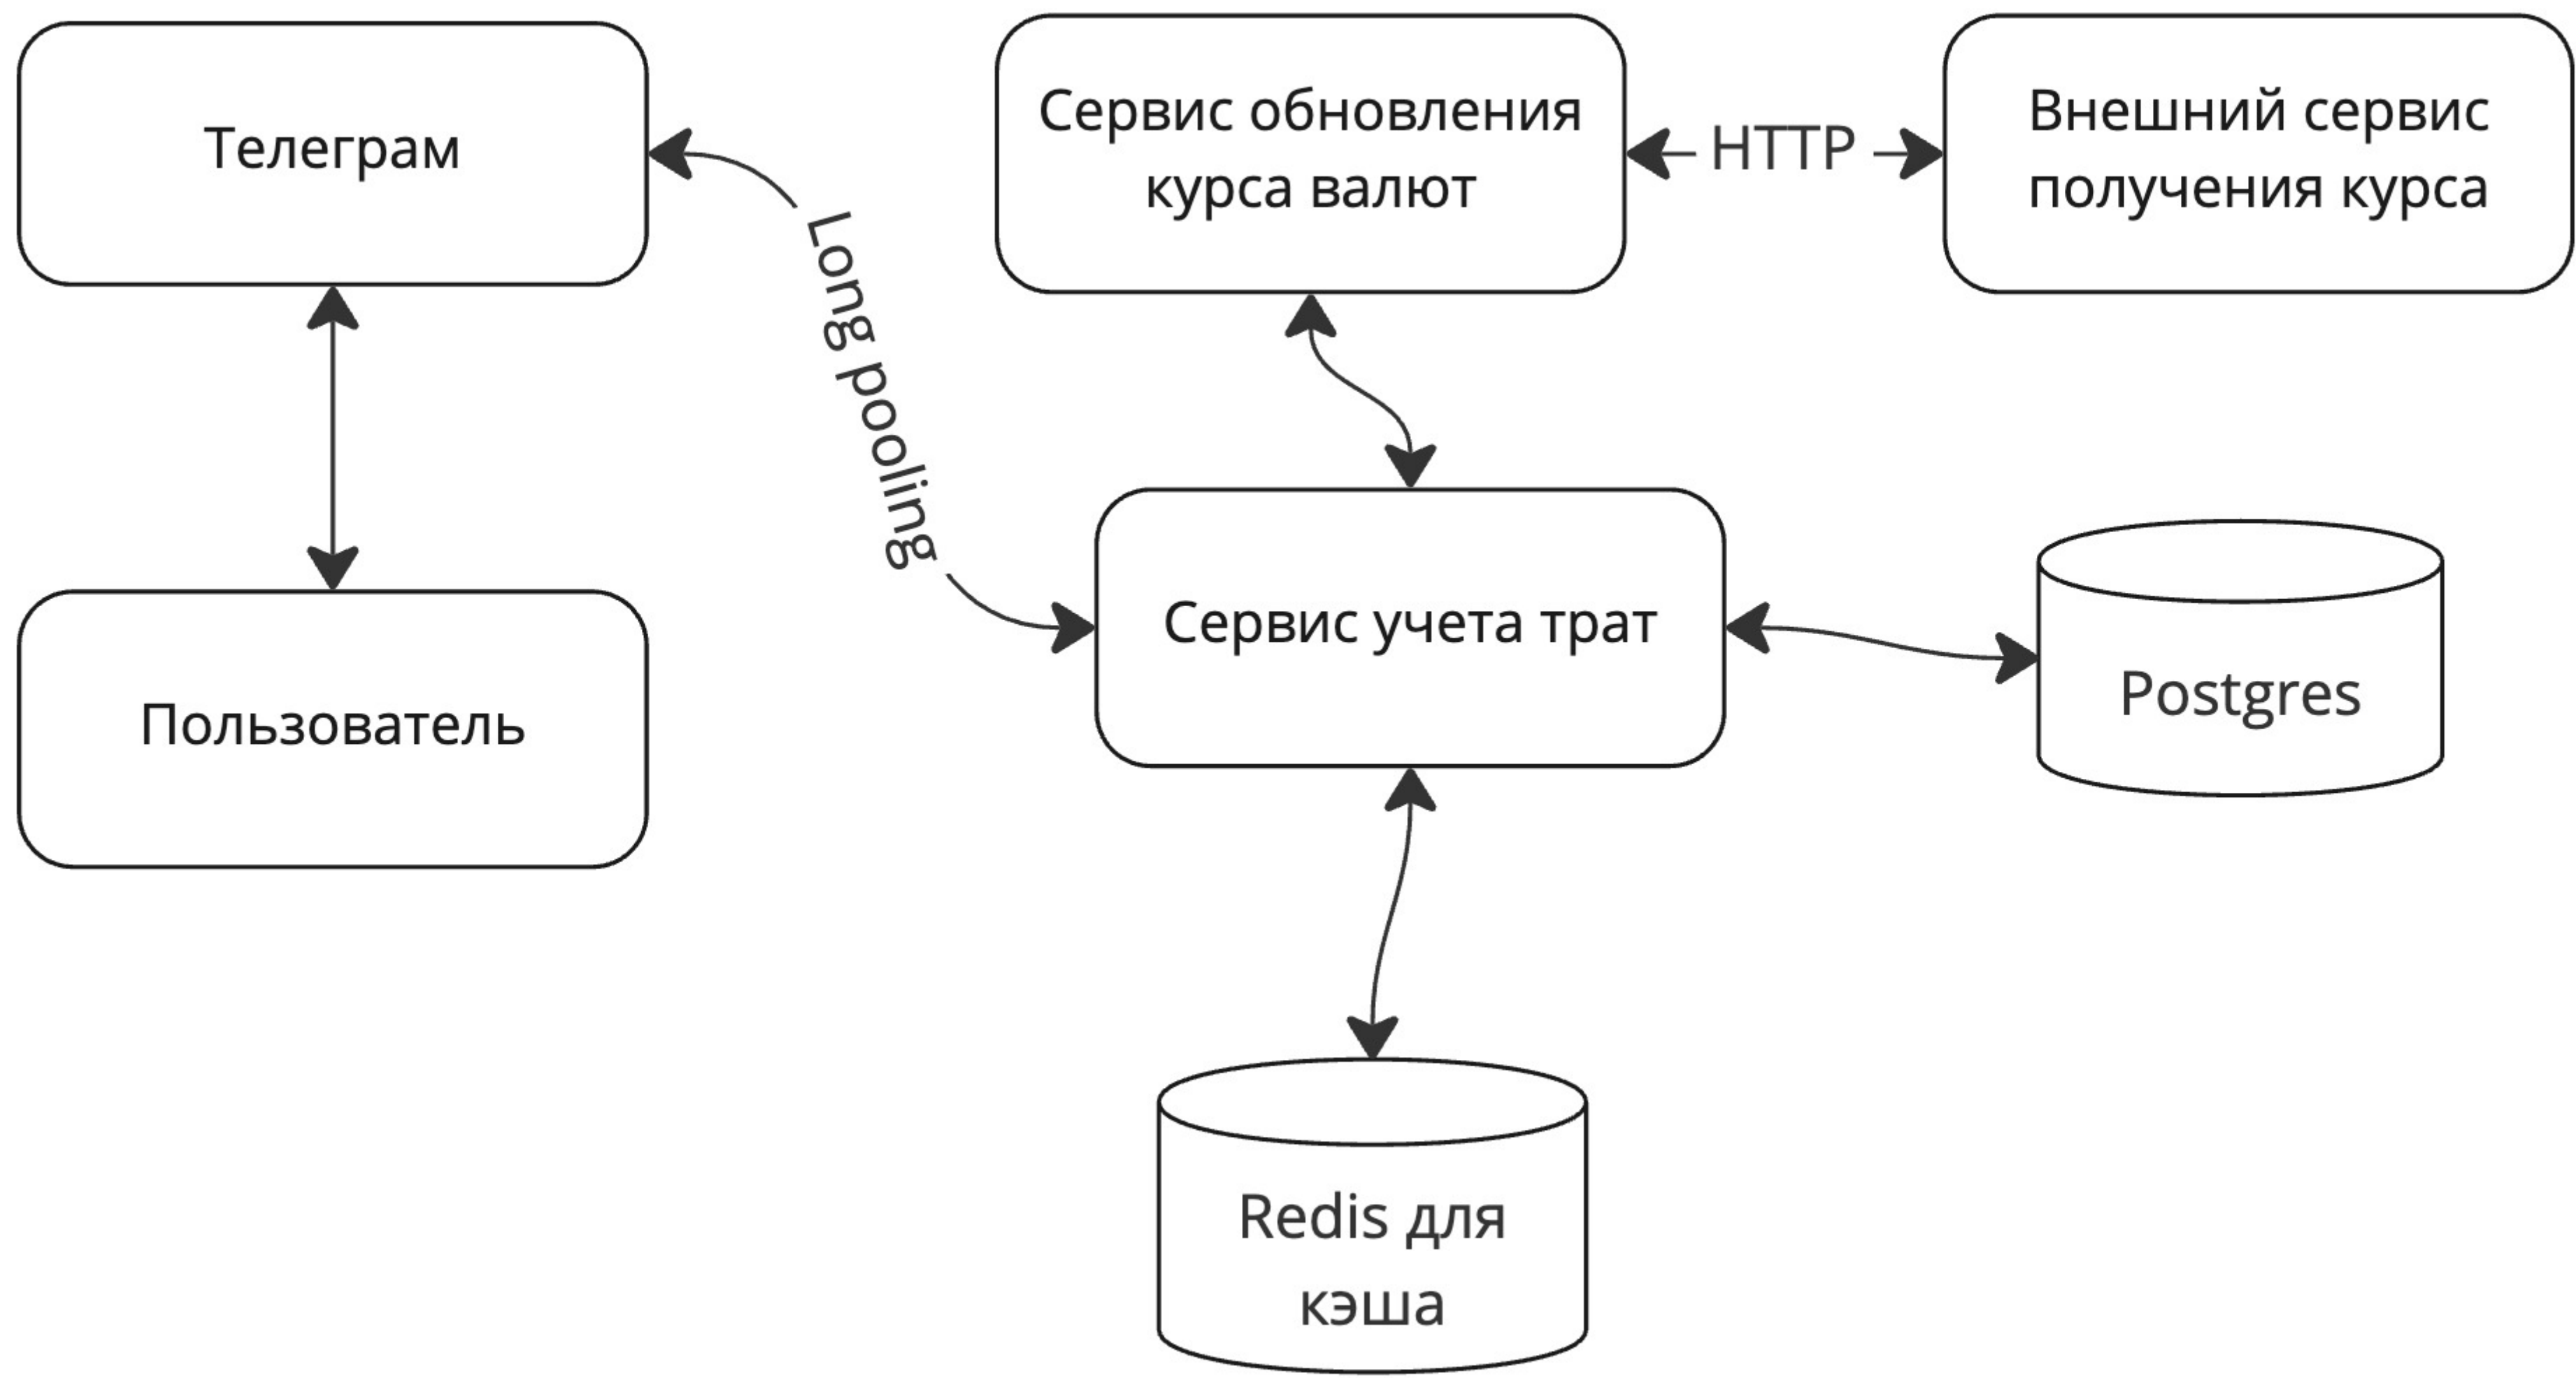 Телеграм
Сервис обновления
курса валют
HTTP
Внешний сервис
получения курса
Long pooling
Сервис учета трат
Postgres
Пользователь
Redis для
кэша